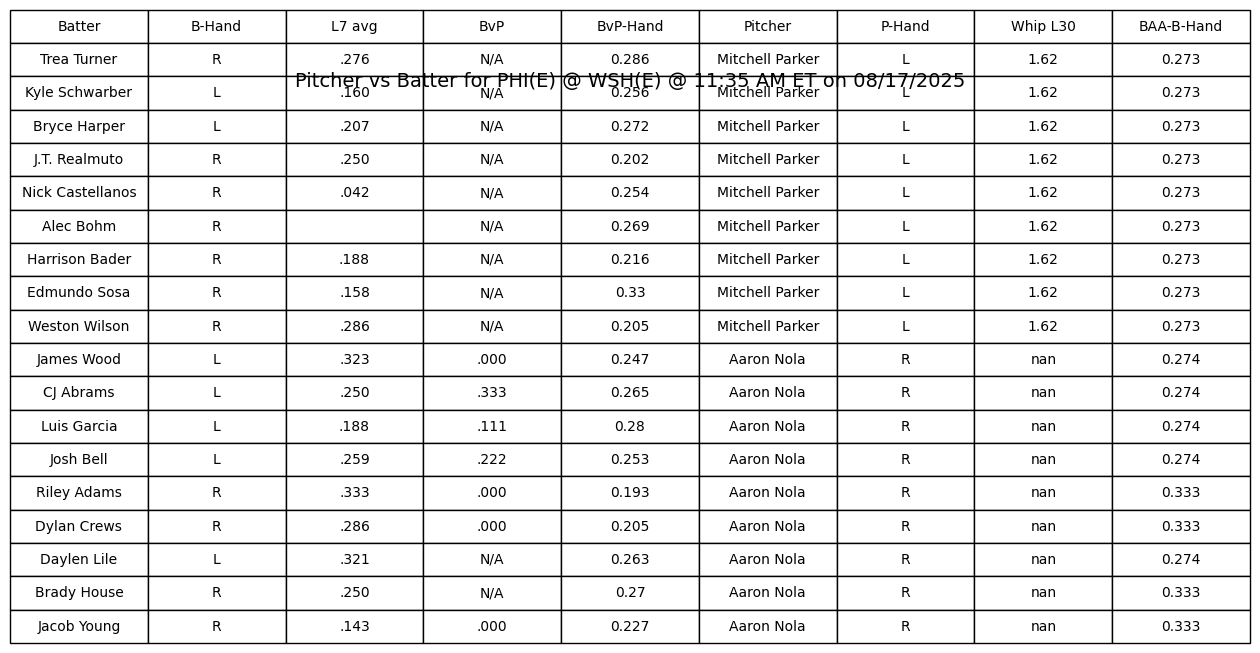 Batter B-Hand L7 avg BvP BvP-Hand Pitcher P-Hand Whip L30 BAA-B-Hand
Trea Turner R .276 N/A 0.286 Mitchell Parker L 1.62 0.273
Pitcher vs Batter for PHI(E) @ WSH(E) @ 11:35 AM ET on 08/17/2025
Kyle Schwarber L .160 N/A 0.256 Mitchell Parker L 1.62 0.273
Bryce Harper L .207 N/A 0.272 Mitchell Parker L 1.62 0.273
J.T. Realmuto R .250 N/A 0.202 Mitchell Parker L 1.62 0.273
Nick Castellanos R .042 N/A 0.254 Mitchell Parker L 1.62 0.273
Alec Bohm R N/A 0.269 Mitchell Parker L 1.62 0.273
Harrison Bader R .188 N/A 0.216 Mitchell Parker L 1.62 0.273
Edmundo Sosa R .158 N/A 0.33 Mitchell Parker L 1.62 0.273
Weston Wilson R .286 N/A 0.205 Mitchell Parker L 1.62 0.273
James Wood L .323 .000 0.247 Aaron Nola R nan 0.274
CJ Abrams L .250 .333 0.265 Aaron Nola R nan 0.274
Luis Garcia L .188 .111 0.28 Aaron Nola R nan 0.274
Josh Bell L .259 .222 0.253 Aaron Nola R nan 0.274
Riley Adams R .333 .000 0.193 Aaron Nola R nan 0.333
Dylan Crews R .286 .000 0.205 Aaron Nola R nan 0.333
Daylen Lile L .321 N/A 0.263 Aaron Nola R nan 0.274
Brady House R .250 N/A 0.27 Aaron Nola R nan 0.333
Jacob Young R .143 .000 0.227 Aaron Nola R nan 0.333